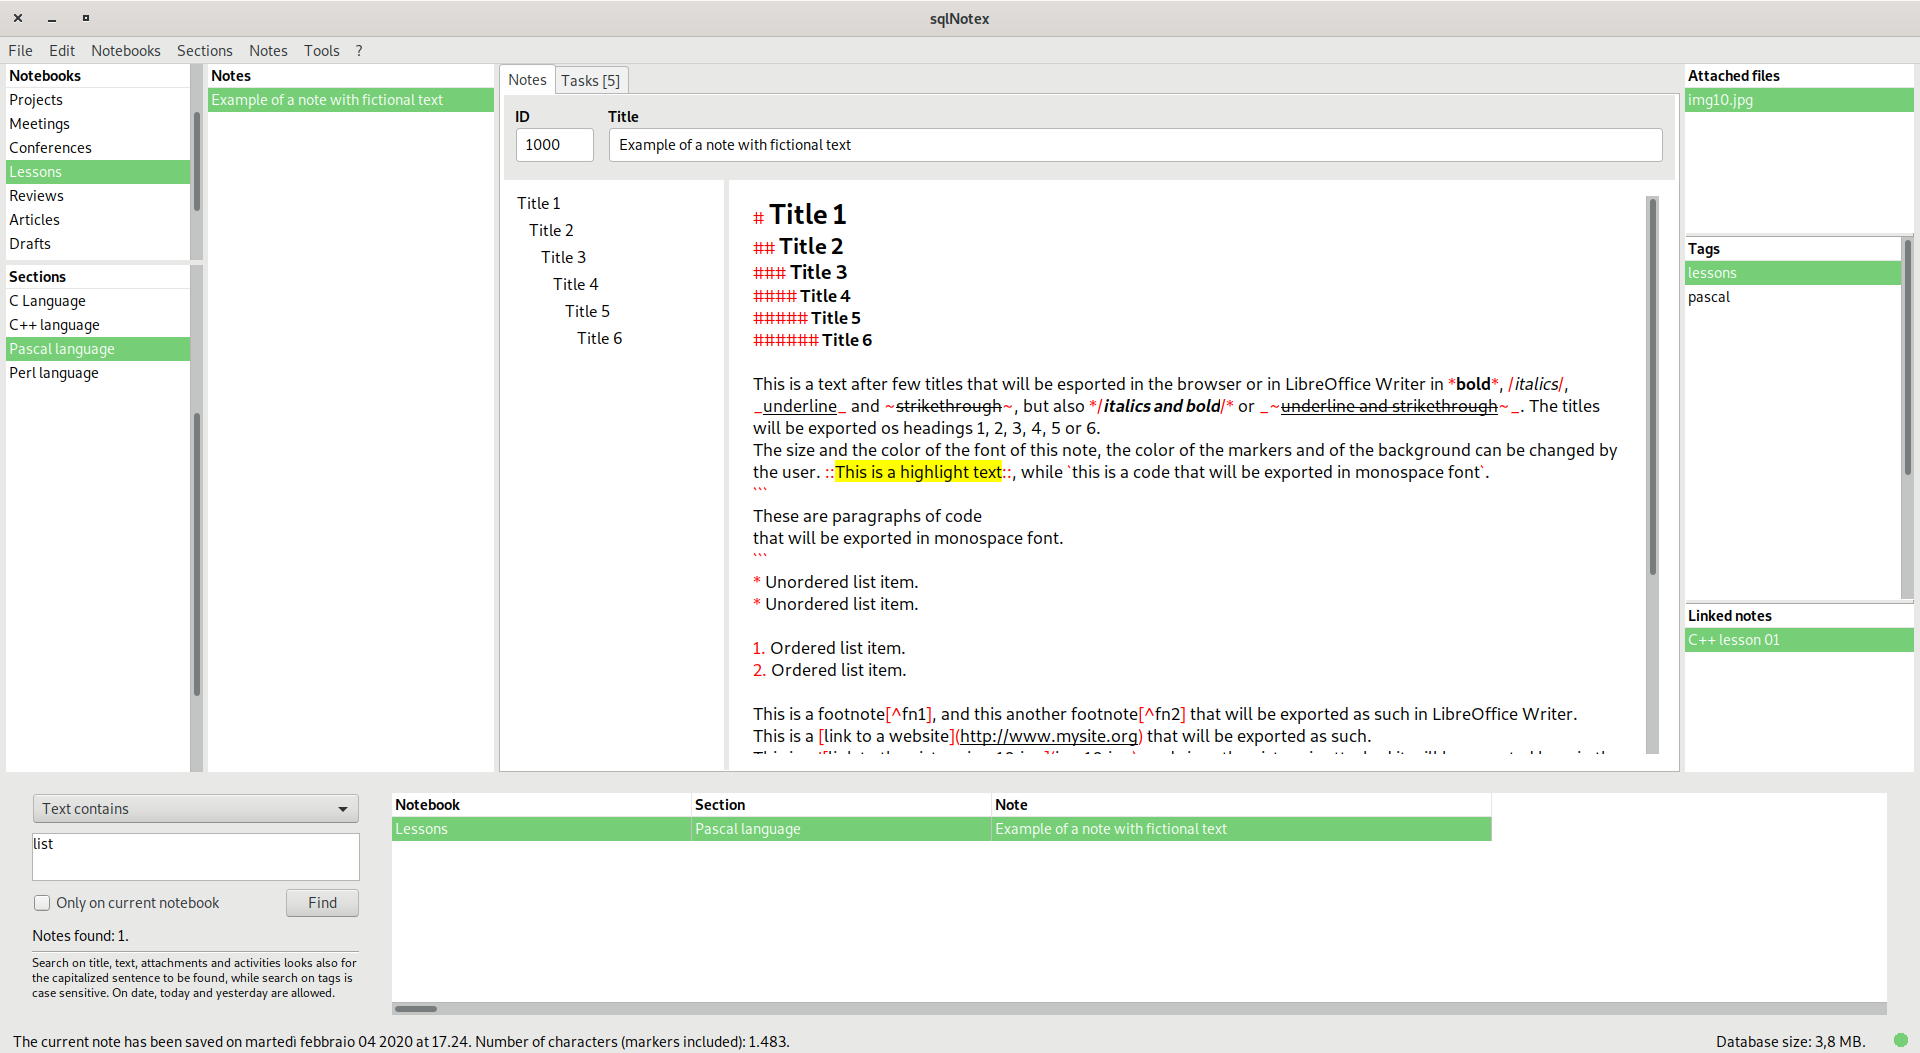 sqlNotex
File Edit Notebooks Sections Notes Tools ?
Notebooks
Projects
Meetings
Conferences
Lessons
Reviews
Articles
Drafts
Sections
C Language
C++ language
Pascal language
Perl language
Notes
Example of a note with fictional text
Notes Tasks [5]
ID Title
1000 Example of a note with fictional text
Title 1
Title 2
Title 3
Title 4
Title 5
Title 6
# Title 1
## Title 2
### Title 3
#### Title 4
##### Title 5
###### Title 6
This is a text after few titles that will be esported in the browser or in LibreOffice Writer in *bold*, /italics/,
_underline_ and ~strikethrough~, but also */italics and bold/* or _~underline and strikethrough~_. The titles
will be exported os headings 1, 2, 3, 4, 5 or 6.
The size and the color of the font of this note, the color of the markers and of the background can be changed by
the user. ::This is a highlight text::, while `this is a code that will be exported in monospace font`.
```
These are paragraphs of code
that will be exported in monospace font.
```
* Unordered list item.
* Unordered list item.
1. Ordered list item.
2. Ordered list item.
This is a footnote[^fn1], and this another footnote[^fn2] that will be exported as such in LibreOffice Writer.
This is a [link to a website](http://www.mysite.org) that will be exported as such.
Attached files
img10.jpg
Tags
lessons
pascal
Linked notes
C++ lesson 01
Text contains
list
Only on current notebook Find
Notes found: 1.
Search on title, text, attachments and activities looks also for
the capitalized sentence to be found, while search on tags is
case sensitive. On date, today and yesterday are allowed.
Notebook Section Note
Lessons Pascal language Example of a note with fictional text
The current note has been saved on martedì febbraio 04 2020 at 17.24. Number of characters (markers included): 1.483.
Database size: 3,8 MB.